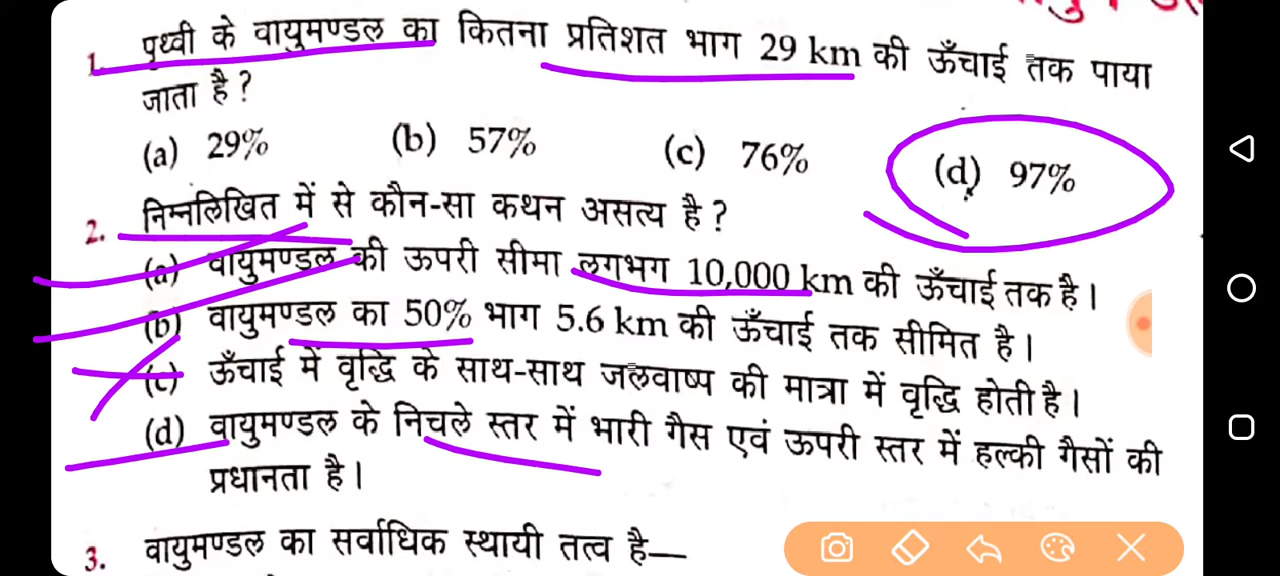 1. पृथ्वी के वायुमण्डल का कितना प्रतिशत भाग 29 km की ऊँचाई तक पाया
जाता है ?
(a) 29% (b) 57% (c) 76% (d) 97%
2. निम्नलिखित में से कौन-सा कथन असत्य है ?
(a) वायुमण्डल की ऊपरी सीमा लगभग 10,000 km की ऊँचाई तक है।
(b) वायुमण्डल का 50% भाग 5.6 km की ऊँचाई तक सीमित है।
(c) ऊँचाई में वृद्धि के साथ-साथ जलवाष्प की मात्रा में वृद्धि होती है।
(d) वायुमण्डल के निचले स्तर में भारी गैस एवं ऊपरी स्तर में हल्की गैसों की
प्रधानता है।
3. वायुमण्डल का सर्वाधिक स्थायी तत्व है—